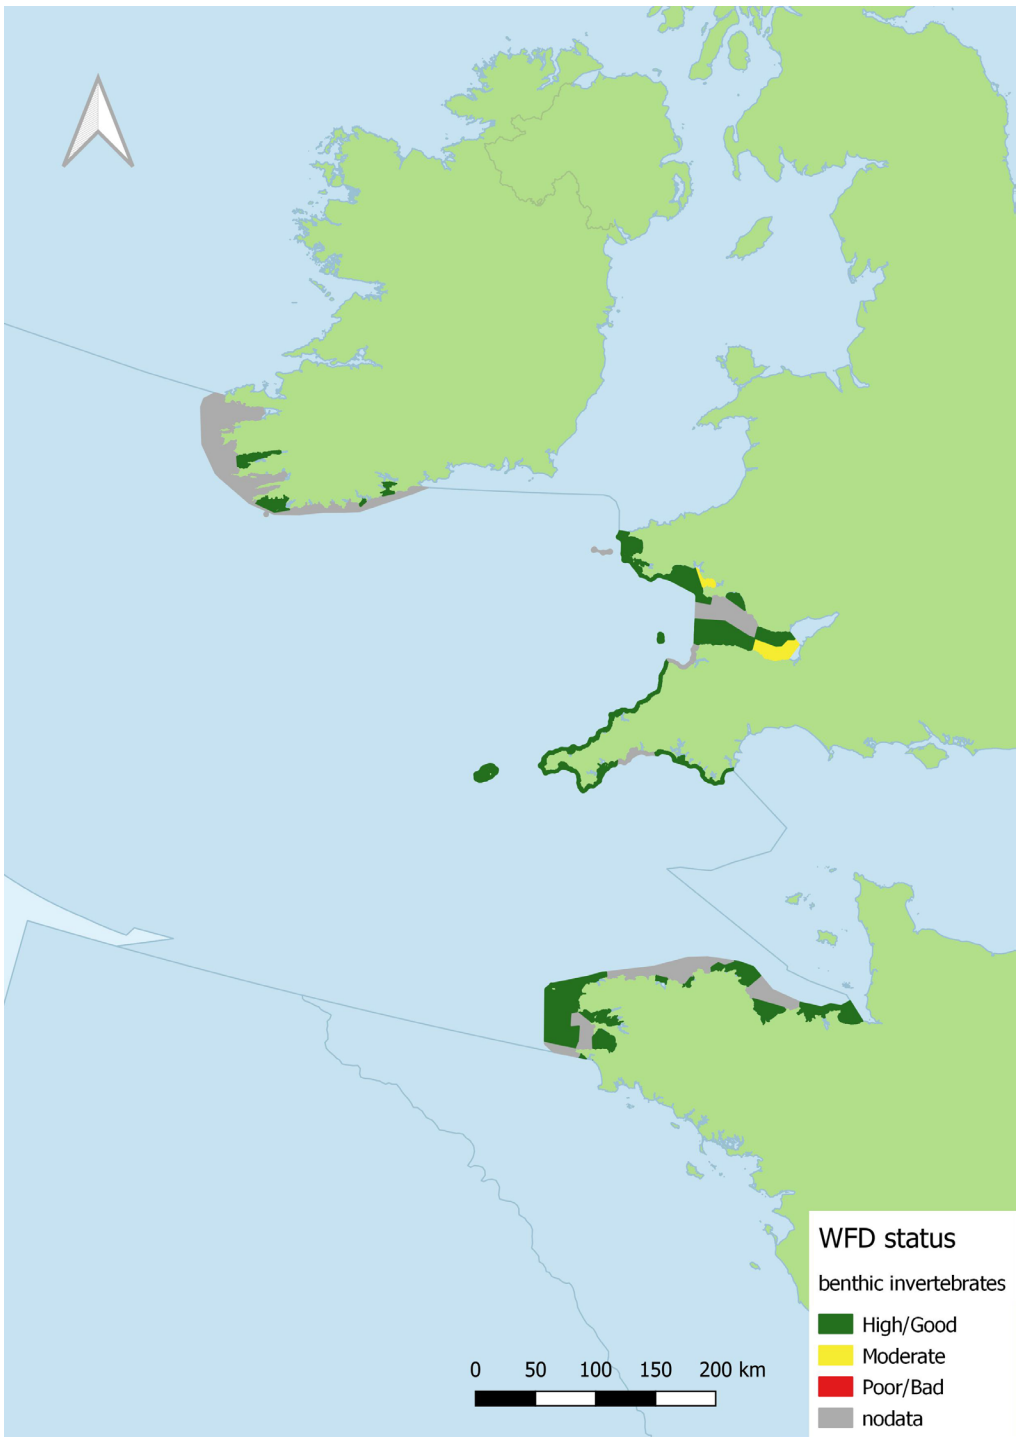 WFD status
benthic invertebrates
High/Good
Moderate
Poor/Bad
nodata
0 50 100 150 200 km